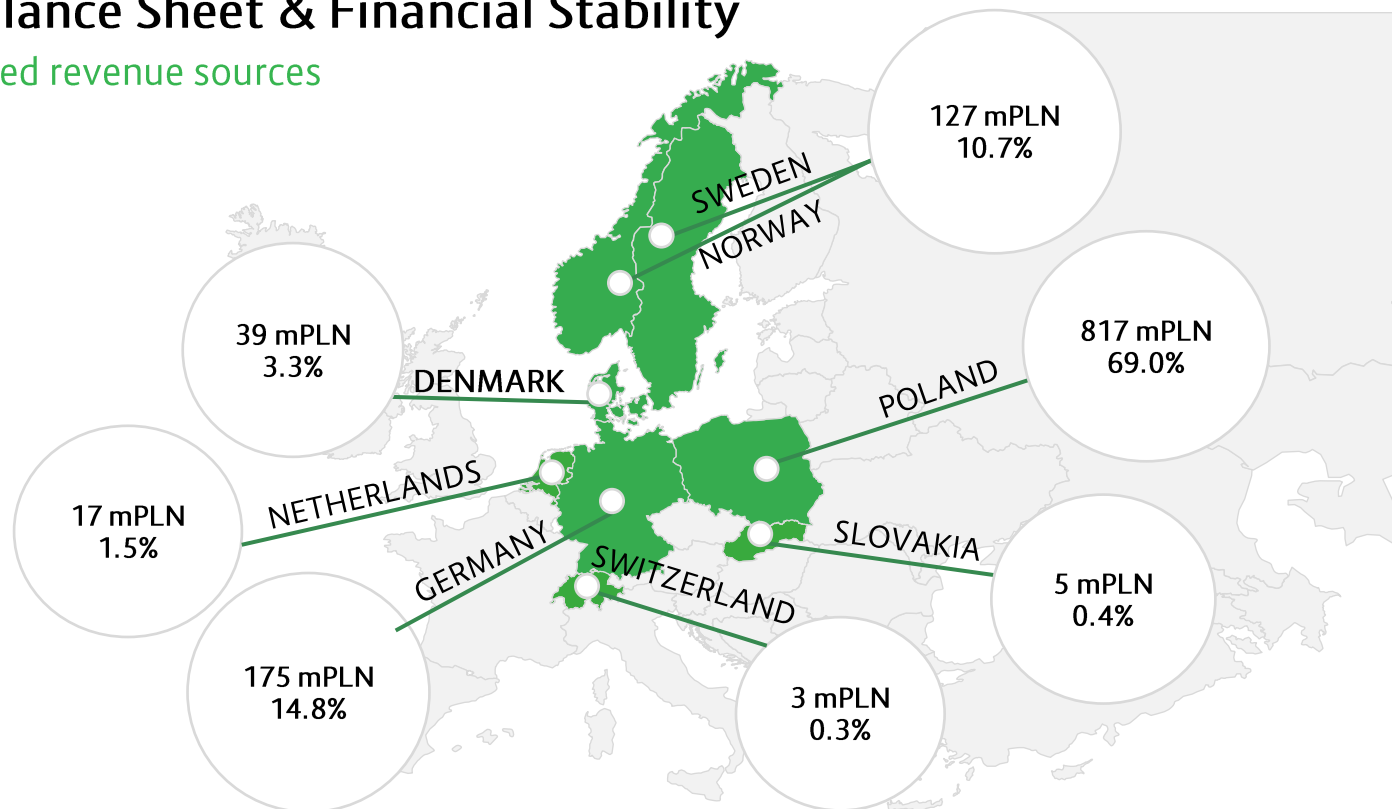 lance Sheet & Financial Stability
ed revenue sources
127 mPLN
10.7%
SWEDEN
NORWAY
39 mPLN
3.3%
DENMARK
817 mPLN
69.0%
POLAND
NETHERLANDS
17 mPLN
1.5%
GERMANY
SWITZERLAND
SLOVAKIA
5 mPLN
0.4%
175 mPLN
14.8%
3 mPLN
0.3%